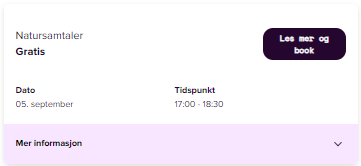 Natursamtaler
Gratis
Les mer og
book
Dato
Tidspunkt
05. september
17:00 - 18:30
Mer informasjon